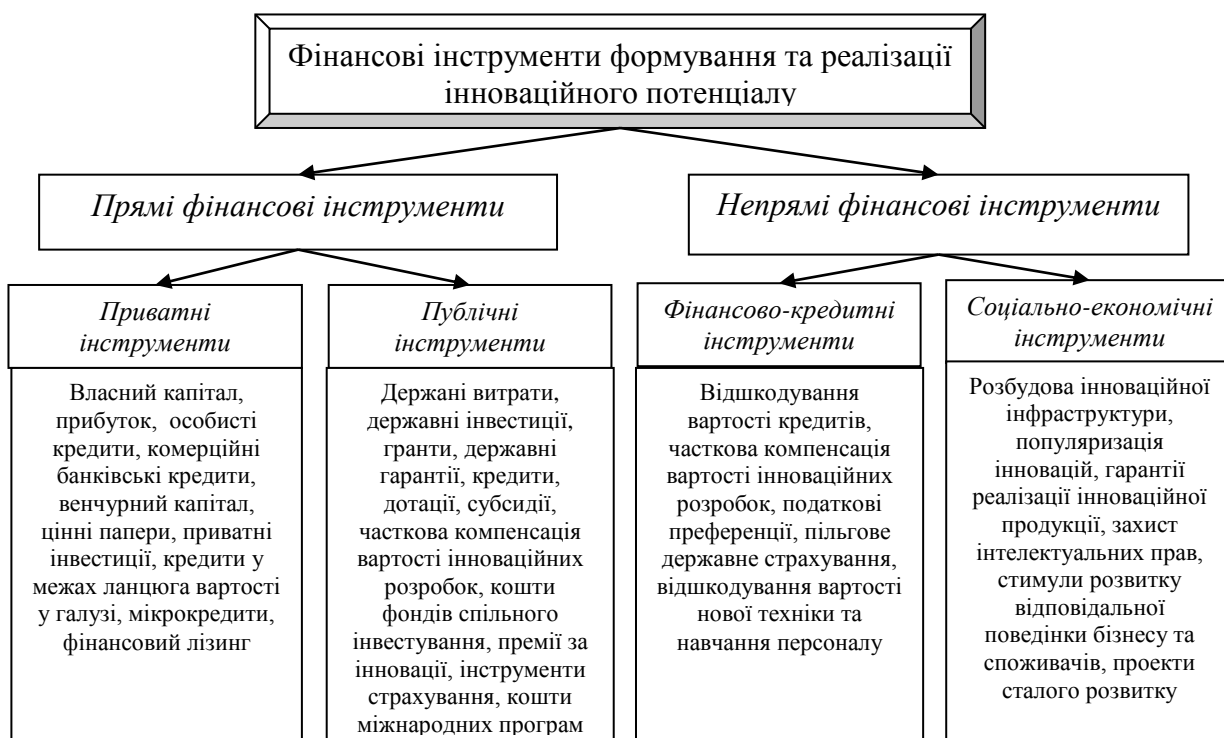 Фінансові інструменти формування та реалізації
інноваційного потенціалу
Прямі фінансові інструменти
Непрямі фінансові інструменти
Приватні
інструменти
Публічні
інструменти
Фінансово-кредитні
інструменти
Соціально-економічні
інструменти
Власний капітал,
прибуток, особисті
кредити, комерційні
банківські кредити,
венчурний капітал,
цінні папери, приватні
інвестиції, кредити у
межах ланцюга вартості
у галузі, мікрокредити,
фінансовий лізинг
Держані витрати,
державні інвестиції,
гранти, державні
гарантії, кредити,
дотації, субсидії,
часткова компенсація
вартості інноваційних
розробок, кошти
фондів спільного
інвестування, премії за
інновації, інструменти
страхування, кошти
міжнародних програм
Відшкодування
вартості кредитів,
часткова компенсація
вартості інноваційних
розробок, податкові
преференції, пільгове
державне страхування,
відшкодування вартості
нової техніки та
навчання персоналу
Розбудова інноваційної
інфраструктури,
популяризація
інновацій, гарантії
реалізації інноваційної
продукції, захист
інтелектуальних прав,
стимули розвитку
відповідальної
поведінки бізнесу та
споживачів, проекти
сталого розвитку